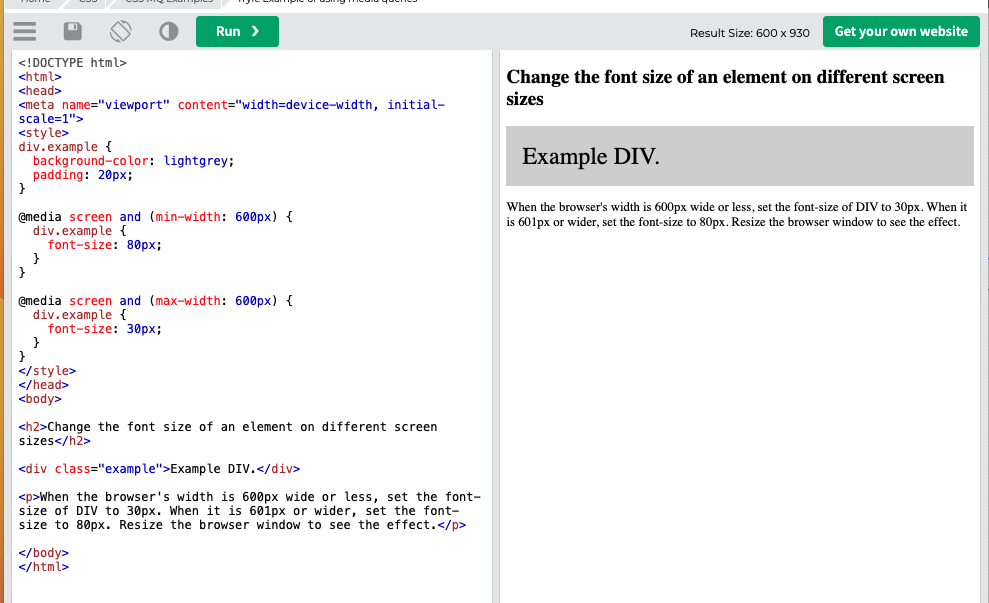 Run ❯
Result Size: 600 x 930
Get your own website
<!DOCTYPE html>
<html>
<head>
<meta name="viewport" content="width=device-width, initial-
scale=1">
<style>
div.example {
  background-color: lightgrey;
  padding: 20px;
}

@media screen and (min-width: 600px) {
  div.example {
    font-size: 80px;
  }
}

@media screen and (max-width: 600px) {
  div.example {
    font-size: 30px;
  }
}
</style>
</head>
<body>

<h2>Change the font size of an element on different screen
sizes</h2>

<div class="example">Example DIV.</div>

<p>When the browser's width is 600px wide or less, set the font-
size of DIV to 30px. When it is 601px or wider, set the font-
size to 80px. Resize the browser window to see the effect.</p>

</body>
</html>
Change the font size of an element on different screen
sizes
Example DIV.
When the browser's width is 600px wide or less, set the font-size of DIV to 30px. When it
is 601px or wider, set the font-size to 80px. Resize the browser window to see the effect.